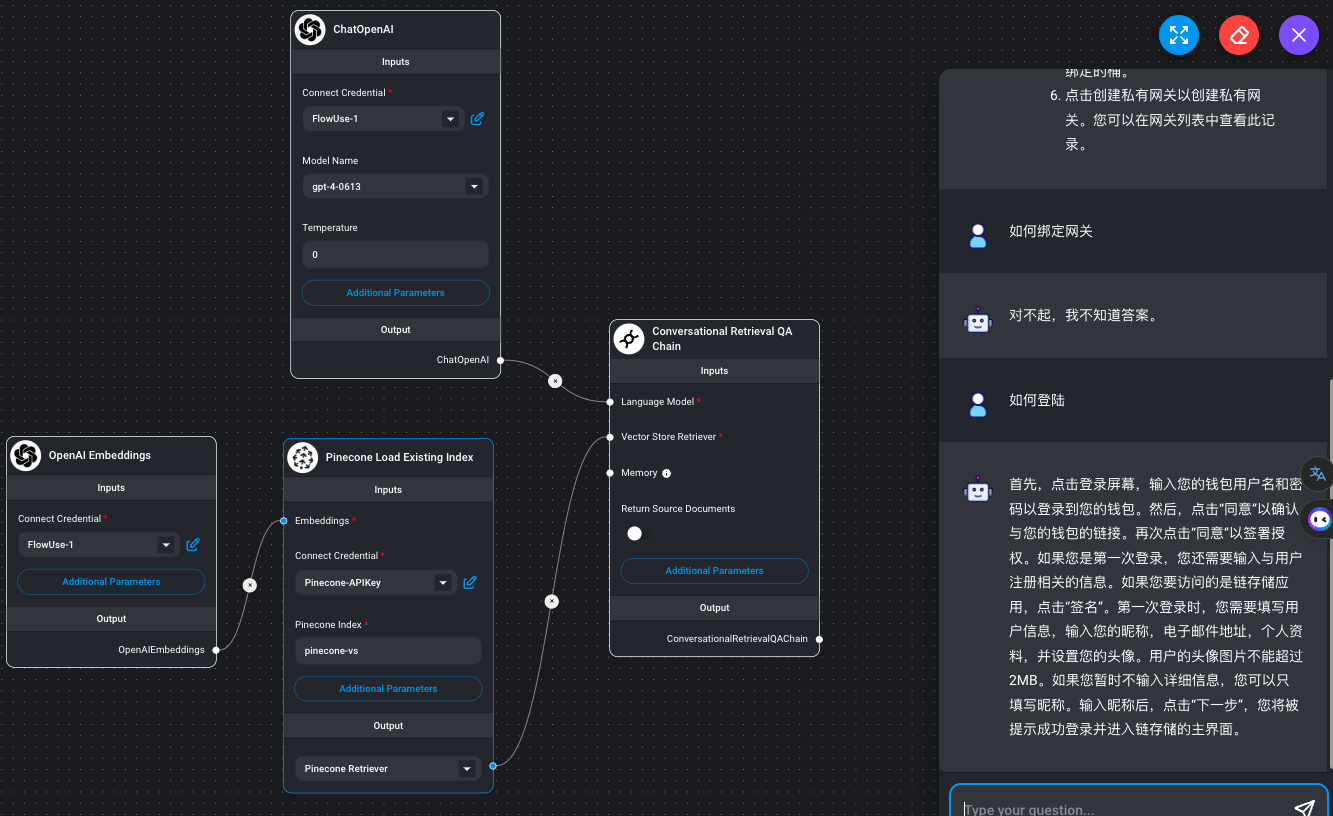 ChatOpenAI
Inputs
Connect Credential *
FlowUse-1
Model Name
gpt-4-0613
Temperature
0
Additional Parameters
Output
ChatOpenAI
OpenAI Embeddings
Inputs
Connect Credential *
FlowUse-1
Additional Parameters
Output
OpenAIEmbeddings
Pinecone Load Existing Index
Inputs
Embeddings *
Connect Credential *
Pinecone-APIKey
Pinecone Index *
pinecone-vs
Additional Parameters
Output
Pinecone Retriever
Conversational Retrieval QA
Chain
Inputs
Language Model *
Vector Store Retriever *
Memory
Return Source Documents
Additional Parameters
Output
ConversationalRetrievalQAChain
绑定的桶。
6. 点击创建私有网关以创建私有网
关。您可以在网关列表中查看此记
录。
如何绑定网关
对不起，我不知道答案。
如何登陆
首先，点击登录屏幕，输入您的钱包用户名和密
码以登录到您的钱包。然后，点击“同意”以确认
与您的钱包的链接。再次点击“同意”以签署授
权。如果您是第一次登录，您还需要输入与用户
注册相关的信息。如果您要访问的是链存储应
用，点击“签名”。第一次登录时，您需要填写用
户信息，输入您的昵称，电子邮件地址，个人资
料，并设置您的头像。用户的头像图片不能超过
2MB。如果您暂时不输入详细信息，您可以只
填写昵称。输入昵称后，点击“下一步”，您将被
提示成功登录并进入链存储的主界面。
Type your question...